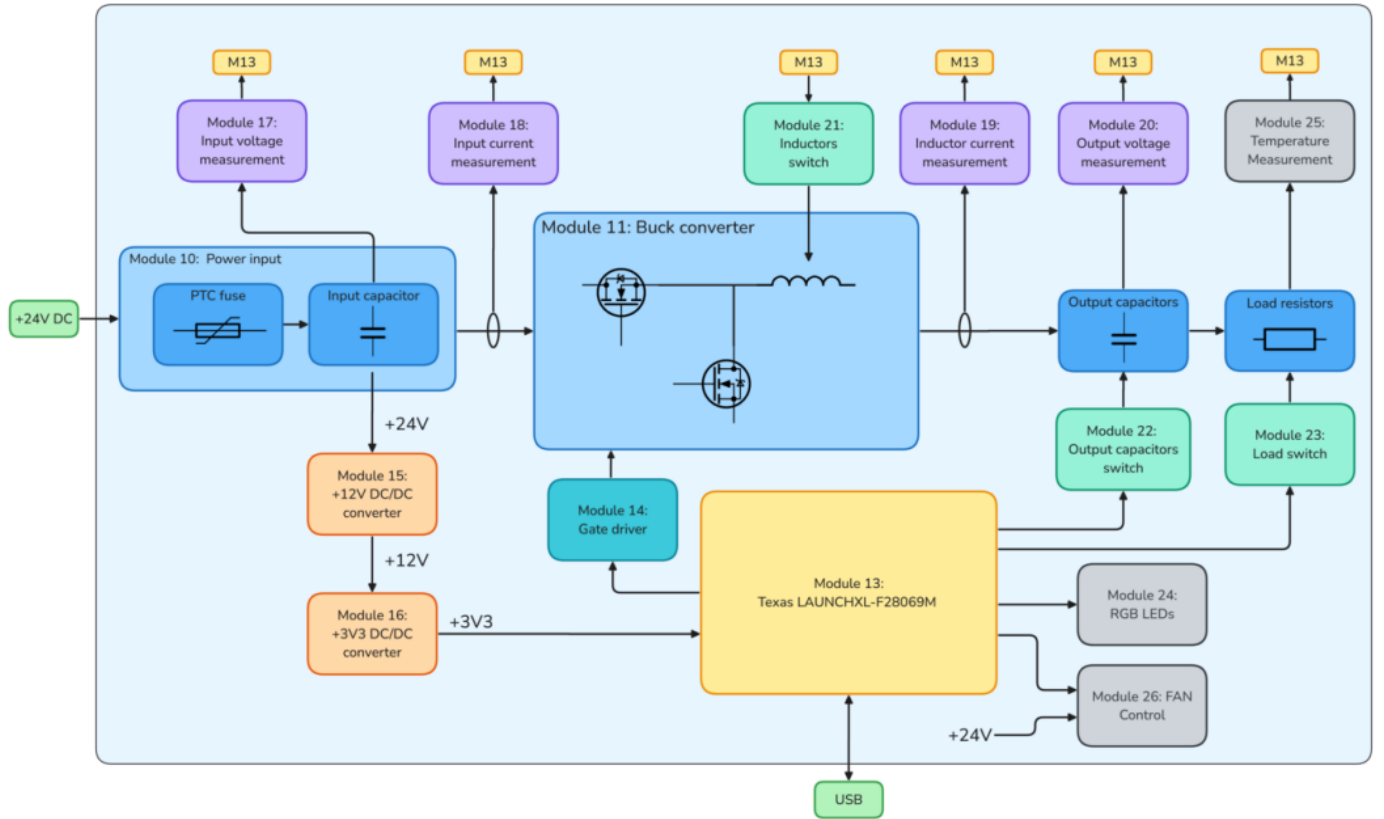 M13
M13
M13
M13
M13
M13
Module 17:
Input voltage
measurement
Module 18:
Input current
measurement
Module 21:
Inductors
switch
Module 19:
Inductor current
measurement
Module 20:
Output voltage
measurement
Module 25:
Temperature
Measurement
Module 10: Power input
PTC fuse
Input capacitor
+24V DC
Module 11: Buck converter
Output capacitors
Load resistors
+24V
Module 15:
+12V DC/DC
converter
+12V
Module 16:
+3V3 DC/DC
converter
+3V3
Module 14:
Gate driver
Module 13:
Texas LAUNCHXL-F28069M
Module 22:
Output capacitors
switch
Module 23:
Load switch
Module 24:
RGB LEDs
Module 26: FAN
Control
+24V
USB